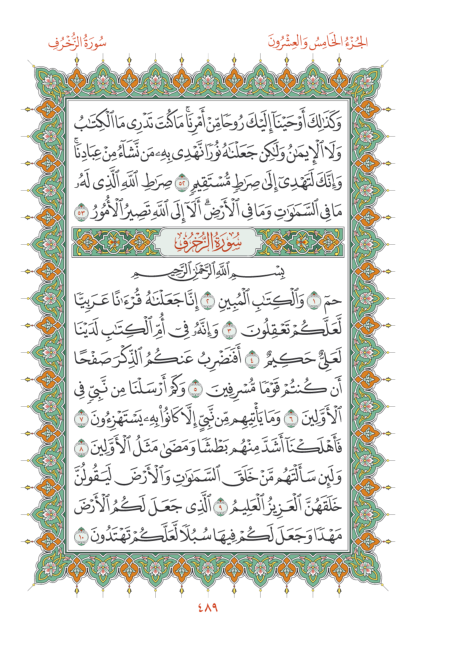 الجُزْءُ الخَامِسُ وَالعِشْرُونَ
سُورَةُ الزُّخْرُفِ
وَكَذَٰلِكَ أَوْحَيْنَآ إِلَيْكَ رُوحًا مِّنْ أَمْرِنَاۚ مَا كُنتَ تَدْرِى مَا ٱلْكِتَٰبُ
وَلَا ٱلْإِيمَٰنُ وَلَٰكِن جَعَلْنَٰهُ نُورًا نَّهْدِى بِهِۦ مَن نَّشَآءُ مِنْ عِبَادِنَاۚ
وَإِنَّكَ لَتَهْدِىٓ إِلَىٰ صِرَٰطٍ مُّسْتَقِيمٍ ٥٢ صِرَٰطِ ٱللَّهِ ٱلَّذِى لَهُۥ
مَا فِى ٱلسَّمَٰوَٰتِ وَمَا فِى ٱلْأَرْضِۗ أَلَآ إِلَى ٱللَّهِ تَصِيرُ ٱلْأُمُورُ ٥٣
سُورَةُ الزُّخْرُفِ
بِسْمِ ٱللَّهِ ٱلرَّحْمَٰنِ ٱلرَّحِيمِ
حمٓ ١ وَٱلْكِتَٰبِ ٱلْمُبِينِ ٢ إِنَّا جَعَلْنَٰهُ قُرْءَٰنًا عَرَبِيًّا
لَّعَلَّكُمْ تَعْقِلُونَ ٣ وَإِنَّهُۥ فِىٓ أُمِّ ٱلْكِتَٰبِ لَدَيْنَا
لَعَلِىٌّ حَكِيمٌ ٤ أَفَنَضْرِبُ عَنكُمُ ٱلذِّكْرَ صَفْحًا
أَن كُنتُمْ قَوْمًا مُّسْرِفِينَ ٥ وَكَمْ أَرْسَلْنَا مِن نَّبِىٍّ فِى
ٱلْأَوَّلِينَ ٦ وَمَا يَأْتِيهِم مِّن نَّبِىٍّ إِلَّا كَانُوا۟ بِهِۦ يَسْتَهْزِءُونَ ٧
فَأَهْلَكْنَآ أَشَدَّ مِنْهُم بَطْشًا وَمَضَىٰ مَثَلُ ٱلْأَوَّلِينَ ٨
وَلَئِن سَأَلْتَهُم مَّنْ خَلَقَ ٱلسَّمَٰوَٰتِ وَٱلْأَرْضَ لَيَقُولُنَّ
خَلَقَهُنَّ ٱلْعَزِيزُ ٱلْعَلِيمُ ٩ ٱلَّذِى جَعَلَ لَكُمُ ٱلْأَرْضَ
مَهْدًا وَجَعَلَ لَكُمْ فِيهَا سُبُلًا لَّعَلَّكُمْ تَهْتَدُونَ ١٠
٤٨٩